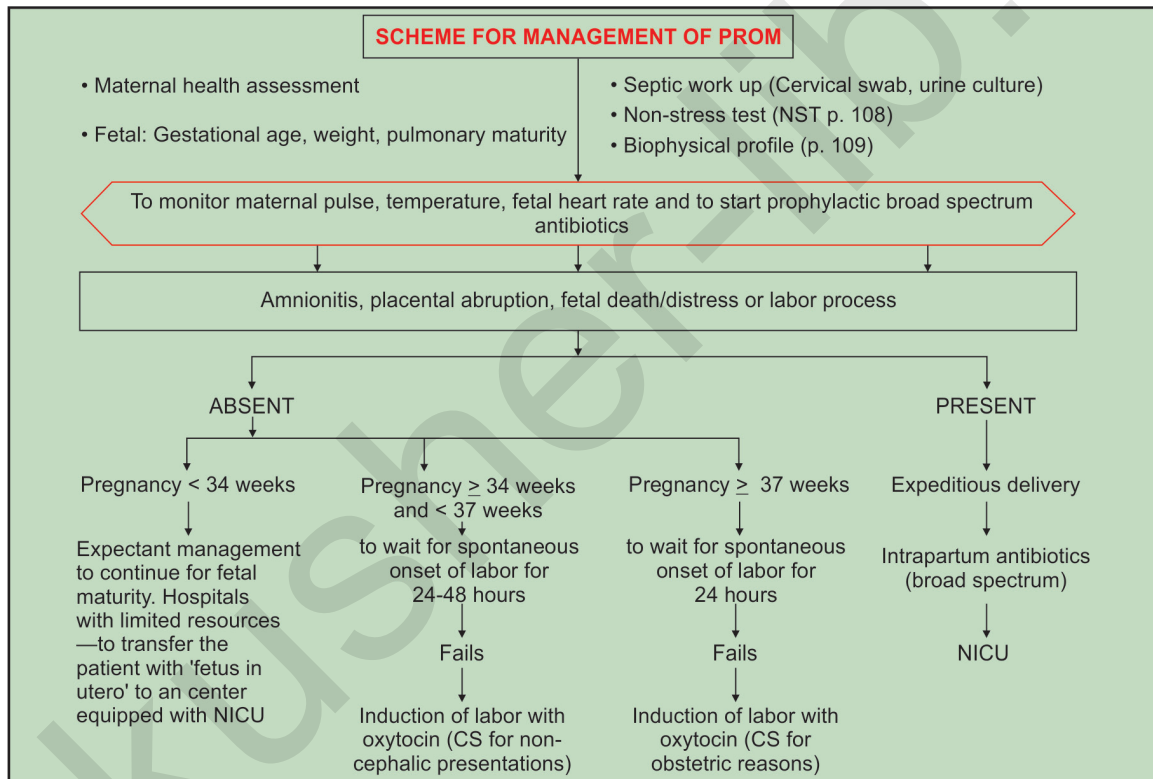 SCHEME FOR MANAGEMENT OF PROM
• Maternal health assessment
• Fetal: Gestational age, weight, pulmonary maturity
• Septic work up (Cervical swab, urine culture)
• Non-stress test (NST p. 108)
• Biophysical profile (p. 109)
To monitor maternal pulse, temperature, fetal heart rate and to start prophylactic broad spectrum
antibiotics
Amnionitis, placental abruption, fetal death/distress or labor process
ABSENT
PRESENT
Pregnancy < 34 weeks
Expectant management
to continue for fetal
maturity. Hospitals
with limited resources
—to transfer the
patient with 'fetus in
utero' to an center
equipped with NICU
Pregnancy ≥ 34 weeks
and < 37 weeks
to wait for spontaneous
onset of labor for
24-48 hours
Fails
Induction of labor with
oxytocin (CS for non-
cephalic presentations)
Pregnancy ≥ 37 weeks
to wait for spontaneous
onset of labor for
24 hours
Fails
Induction of labor with
oxytocin (CS for
obstetric reasons)
Expeditious delivery
Intrapartum antibiotics
(broad spectrum)
NICU